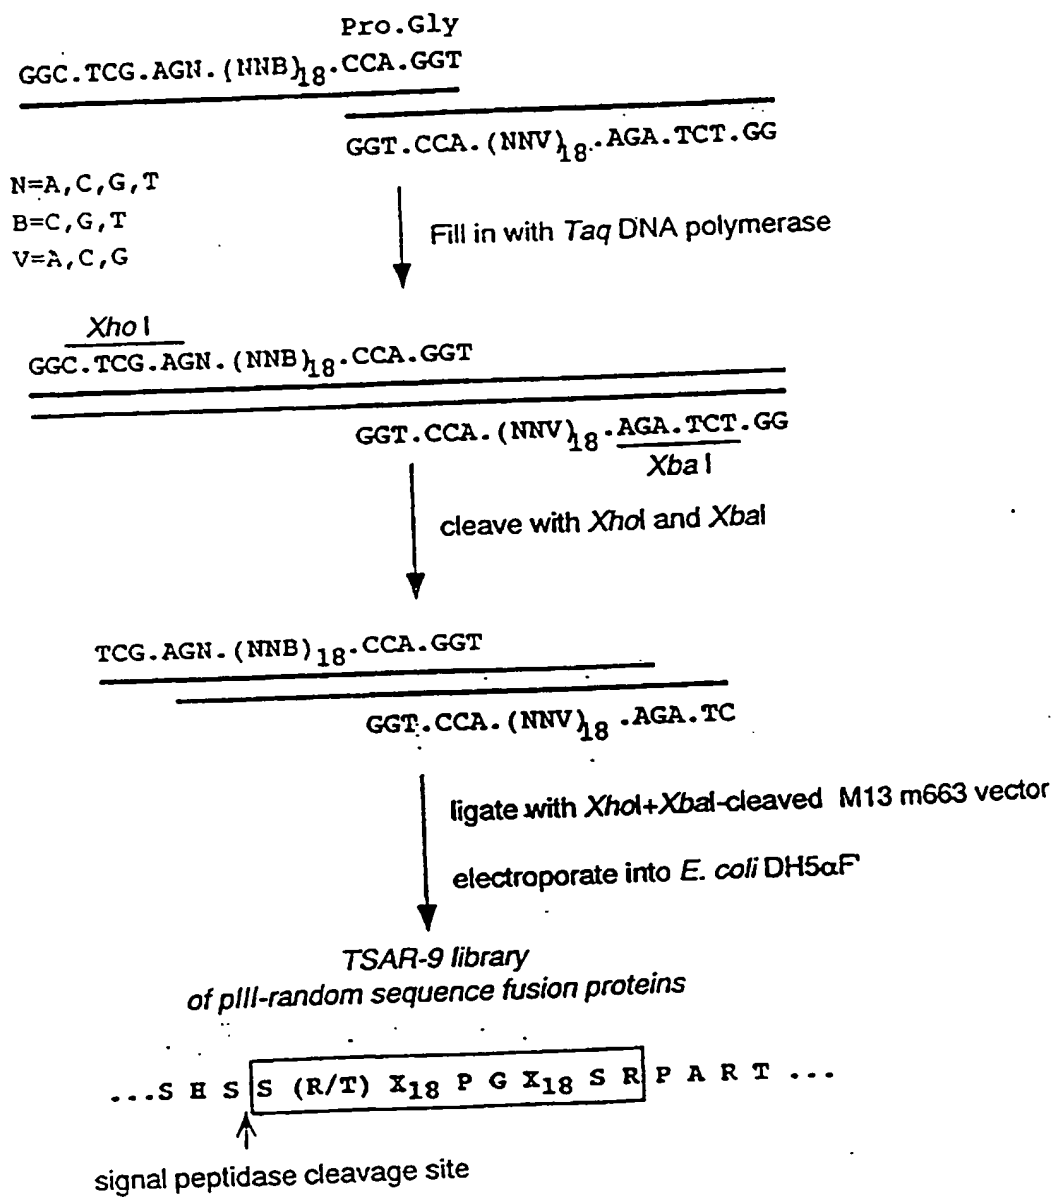 Pro.Gly
GGC.TCG.AGN.(NNB)18.CCA.GGT
GGT.CCA.(NNV)18.AGA.TCT.GG
N=A,C,G,T
B=C,G,T
V=A,C,G
Fill in with Taq DNA polymerase
Xho I
GGC.TCG.AGN.(NNB)18.CCA.GGT
GGT.CCA.(NNV)18.AGA.TCT.GG
Xba I
cleave with XhoI and XbaI
TCG.AGN.(NNB)18.CCA.GGT
GGT.CCA.(NNV)18.AGA.TC
ligate with XhoI+XbaI-cleaved M13 m663 vector
electroporate into E. coli DH5αF'
TSAR-9 library
of pIII-random sequence fusion proteins
...S H S S (R/T) X18 P G X18 S R P A R T ...
signal peptidase cleavage site